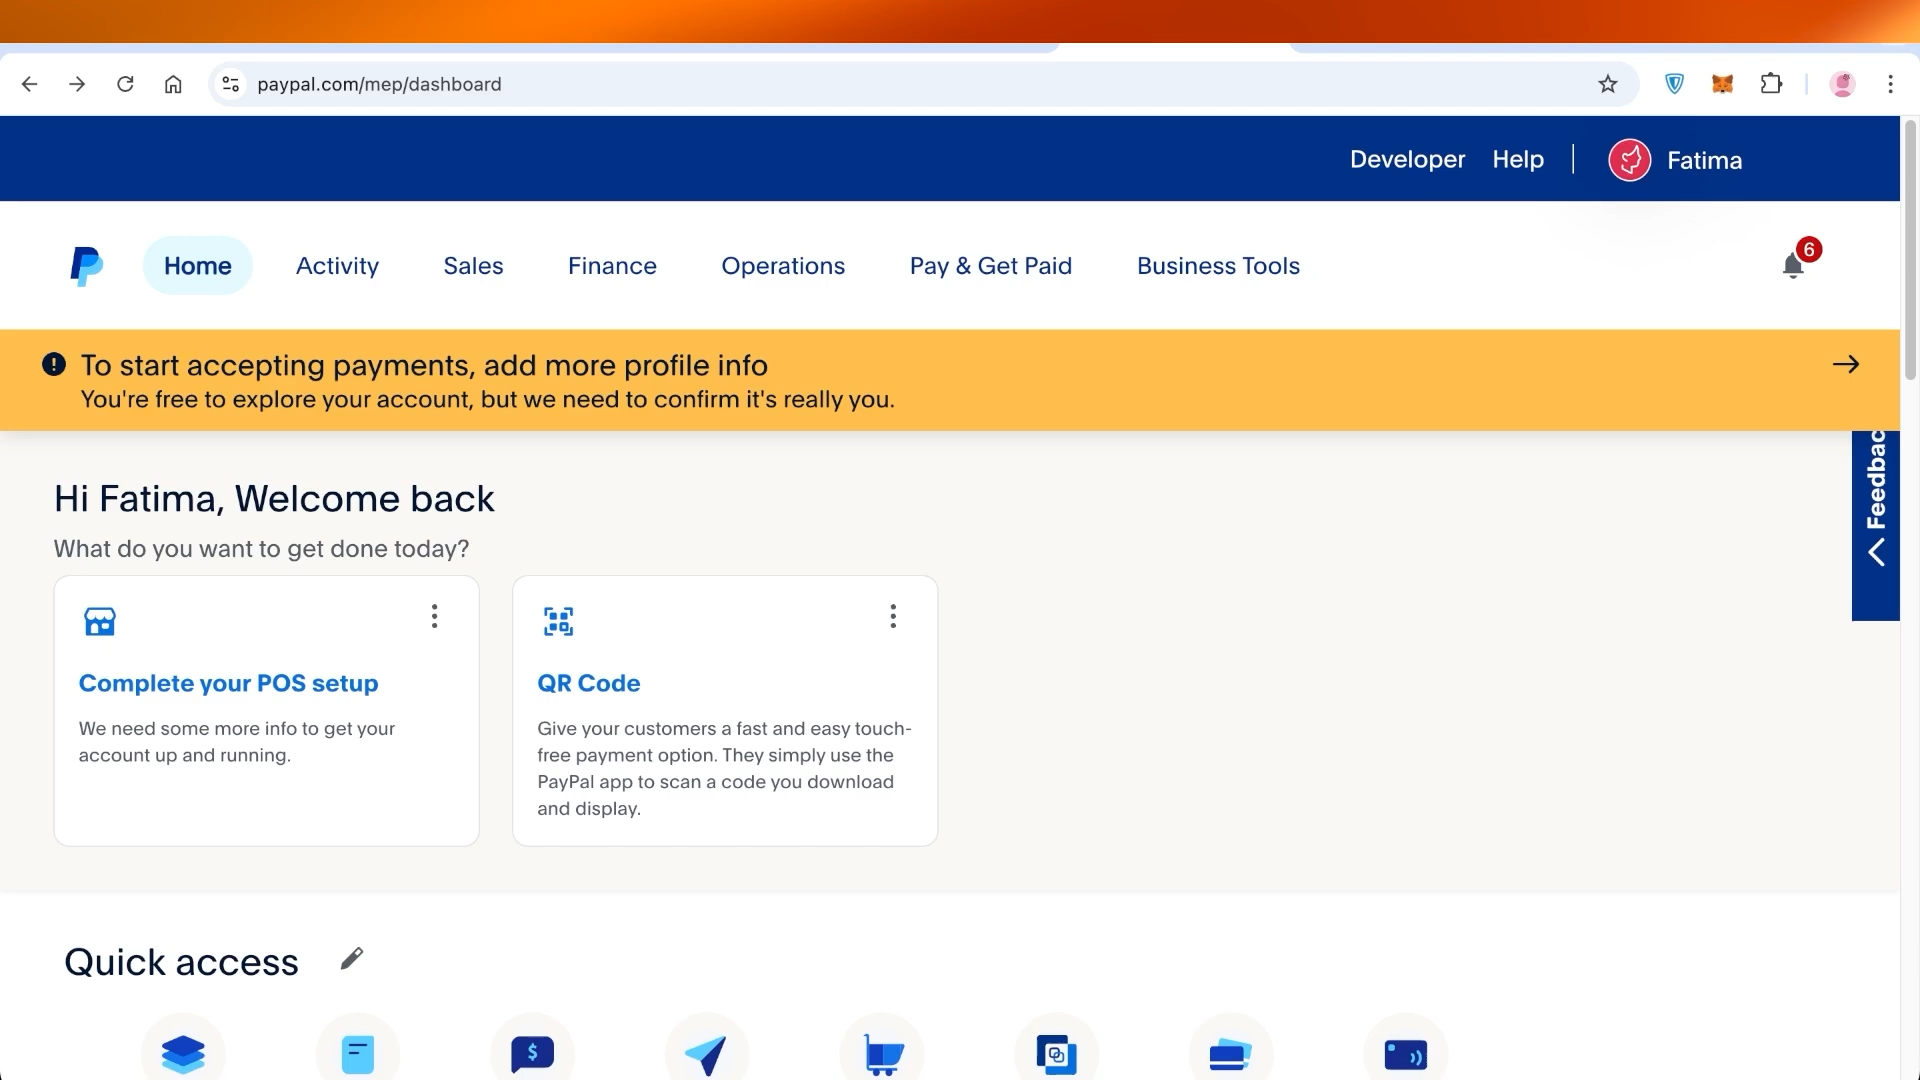 paypal.com/mep/dashboard
Developer Help Fatima
Home Activity Sales Finance Operations Pay & Get Paid Business Tools 6
To start accepting payments, add more profile info
You're free to explore your account, but we need to confirm it's really you.
Feedbac
Hi Fatima, Welcome back
What do you want to get done today?
Complete your POS setup
We need some more info to get your
account up and running.
QR Code
Give your customers a fast and easy touch-
free payment option. They simply use the
PayPal app to scan a code you download
and display.
Quick access